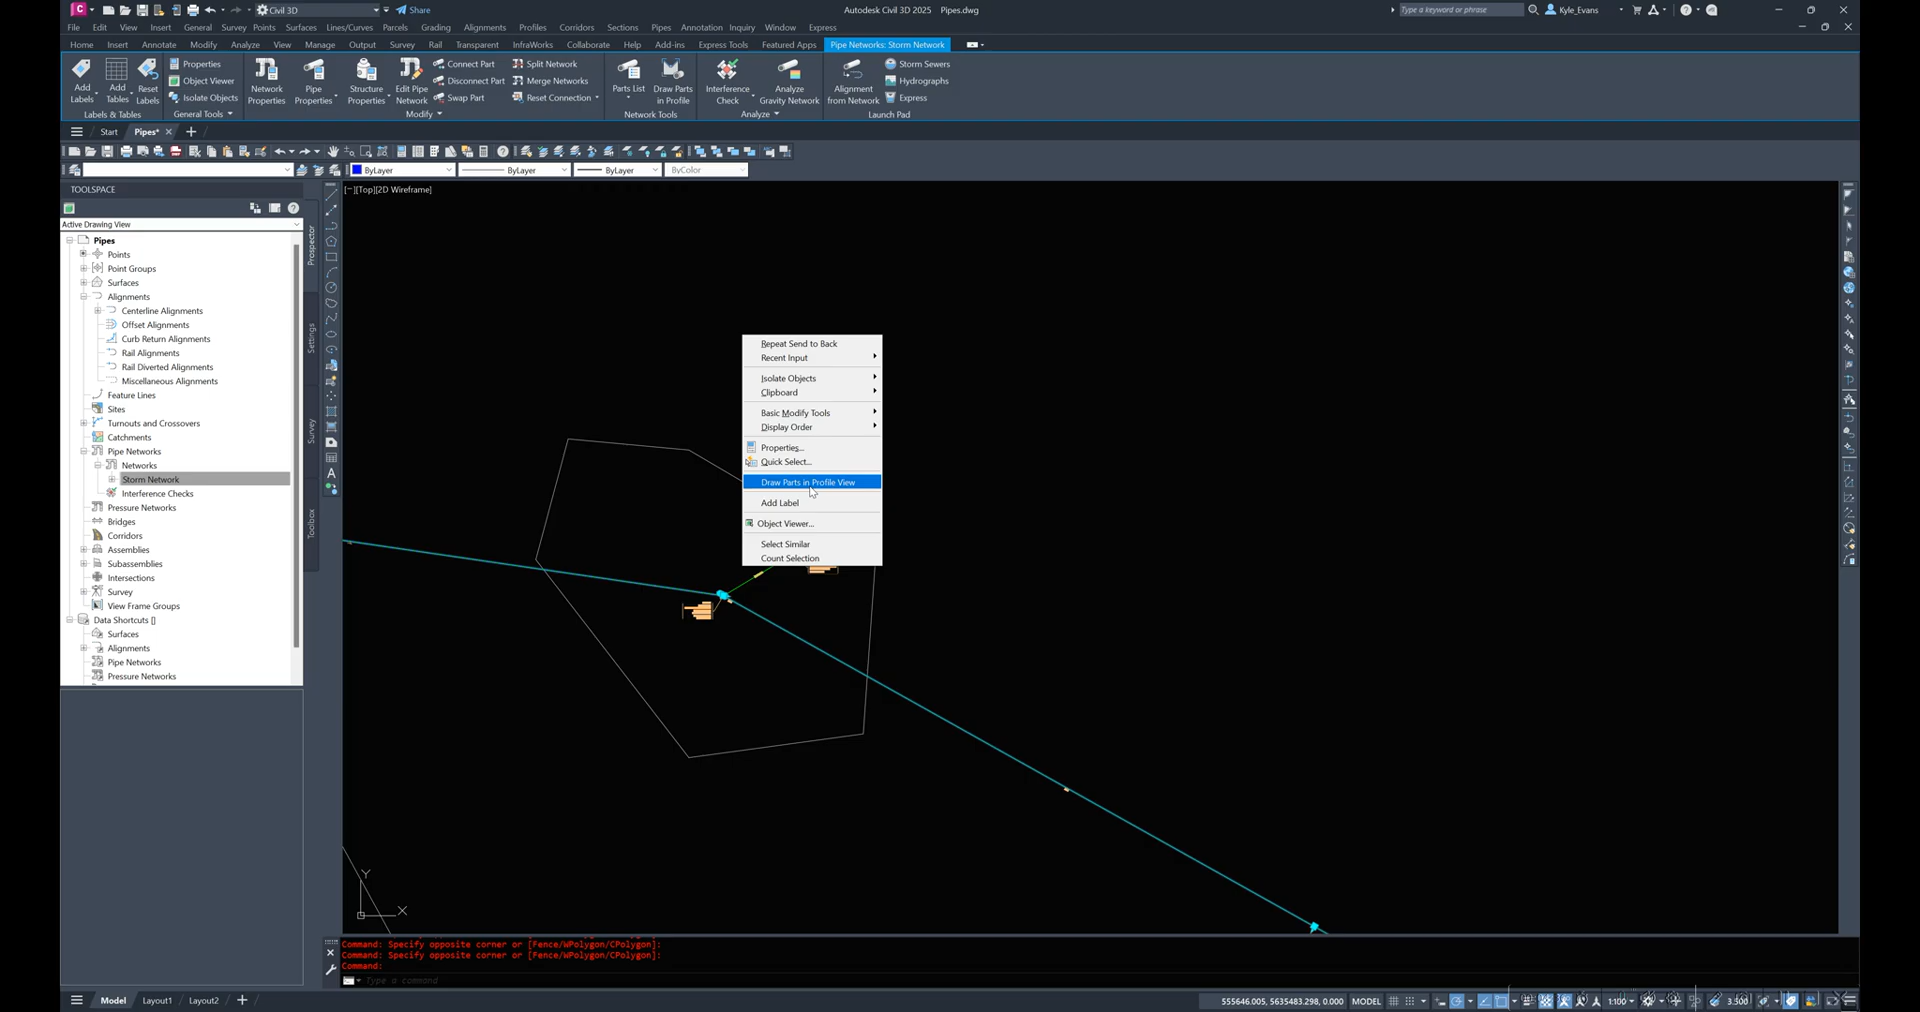 Civil 3D
Share
Autodesk Civil 3D 2025 Pipes.dwg
Type a keyword or phrase
Kyle_Evans
File Edit View Insert General Survey Points Surfaces Lines/Curves Parcels Grading Alignments Profiles Corridors Sections Pipes Annotation Inquiry Window Express
Home Insert Annotate Modify Analyze View Manage Output Survey Rail Transparent InfraWorks Collaborate Help Add-ins Express Tools Featured Apps Pipe Networks: Storm Network
Add Labels
Add Tables
Reset Labels
Labels & Tables
Properties
Object Viewer
Isolate Objects
General Tools
Network Properties
Pipe Properties
Structure Properties
Edit Pipe Network
Connect Part
Disconnect Part
Swap Part
Split Network
Merge Networks
Reset Connection
Modify
Parts List
Draw Parts in Profile
Network Tools
Interference Check
Analyze Gravity Network
Analyze
Alignment from Network
Storm Sewers
Hydrographs
Express
Launch Pad
Start Pipes*
ByLayer ByLayer ByLayer ByColor
TOOLSPACE
[−][Top][2D Wireframe]
Active Drawing View
Pipes
Points
Point Groups
Surfaces
Alignments
Centerline Alignments
Offset Alignments
Curb Return Alignments
Rail Alignments
Rail Diverted Alignments
Miscellaneous Alignments
Feature Lines
Sites
Turnouts and Crossovers
Catchments
Pipe Networks
Networks
Storm Network
Interference Checks
Pressure Networks
Bridges
Corridors
Assemblies
Subassemblies
Intersections
Survey
View Frame Groups
Data Shortcuts []
Surfaces
Alignments
Pipe Networks
Pressure Networks
Prospector
Settings
Survey
Toolbox
Repeat Send to Back
Recent Input
Isolate Objects
Clipboard
Basic Modify Tools
Display Order
Properties...
Quick Select...
Draw Parts in Profile View
Add Label
Object Viewer...
Select Similar
Count Selection
Y
X
Command: Specify opposite corner or [Fence/WPolygon/CPolygon]:
Command: Specify opposite corner or [Fence/WPolygon/CPolygon]:
Command:
Type a command
Model Layout1 Layout2
555646.005, 5635483.298, 0.000 MODEL
1:100
3.500